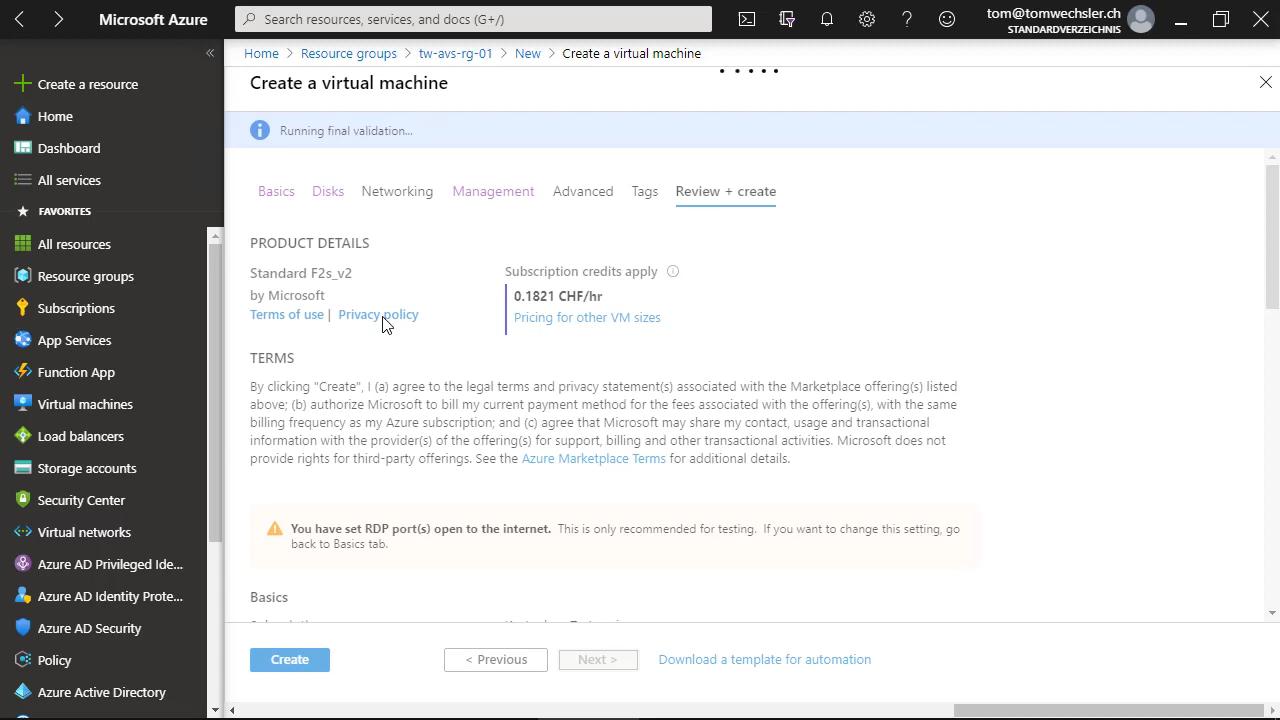 Microsoft Azure
Search resources, services, and docs (G+/)
tom@tomwechsler.ch
STANDARDVERZEICHNIS
Home > Resource groups > tw-avs-rg-01 > New > Create a virtual machine
Create a virtual machine
Running final validation...
Create a resource
Home
Dashboard
All services
FAVORITES
All resources
Resource groups
Subscriptions
App Services
Function App
Virtual machines
Load balancers
Storage accounts
Security Center
Virtual networks
Azure AD Privileged Ide...
Azure AD Identity Prote...
Azure AD Security
Policy
Azure Active Directory
Basics Disks Networking Management Advanced Tags Review + create
PRODUCT DETAILS
Standard F2s_v2
by Microsoft
Terms of use | Privacy policy
Subscription credits apply
0.1821 CHF/hr
Pricing for other VM sizes
TERMS
By clicking "Create", I (a) agree to the legal terms and privacy statement(s) associated with the Marketplace offering(s) listed
above; (b) authorize Microsoft to bill my current payment method for the fees associated with the offering(s), with the same
billing frequency as my Azure subscription; and (c) agree that Microsoft may share my contact, usage and transactional
information with the provider(s) of the offering(s) for support, billing and other transactional activities. Microsoft does not
provide rights for third-party offerings. See the Azure Marketplace Terms for additional details.
You have set RDP port(s) open to the internet. This is only recommended for testing. If you want to change this setting, go
back to Basics tab.
Basics
Create
< Previous
Next >
Download a template for automation